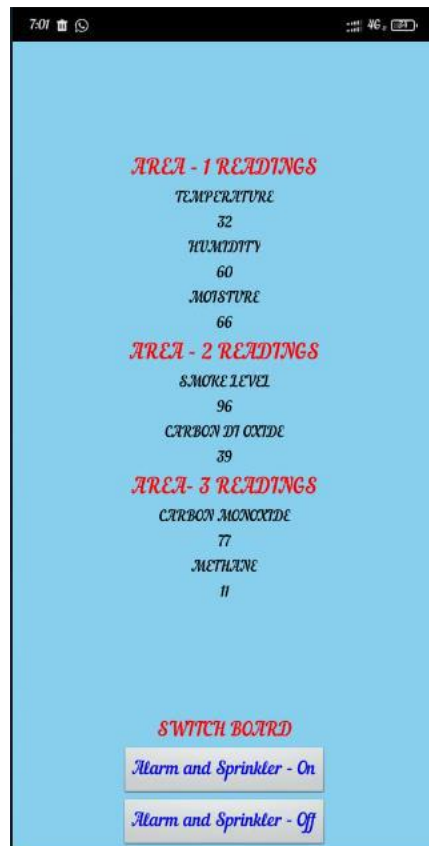 7:01 4G 34
AREA - 1 READINGS
TEMPERATURE
32
HUMIDITY
60
MOISTURE
66
AREA - 2 READINGS
SMOKE LEVEL
96
CARBON DI OXIDE
39
AREA- 3 READINGS
CARBON MONOXIDE
77
METHANE
11
SWITCH BOARD
Alarm and Sprinkler - On
Alarm and Sprinkler - Off